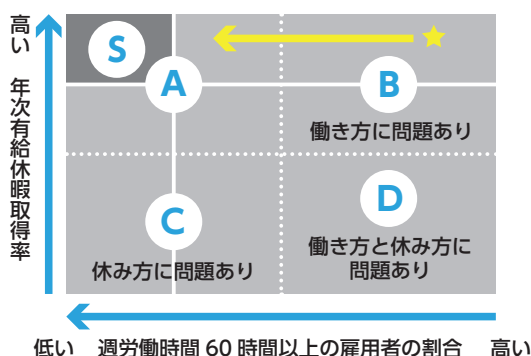 高い 年次有給休暇取得率
S
A
B
働き方に問題あり
C
休み方に問題あり
D
働き方と休み方に
問題あり
低い 週労働時間 60 時間以上の雇用者の割合 高い